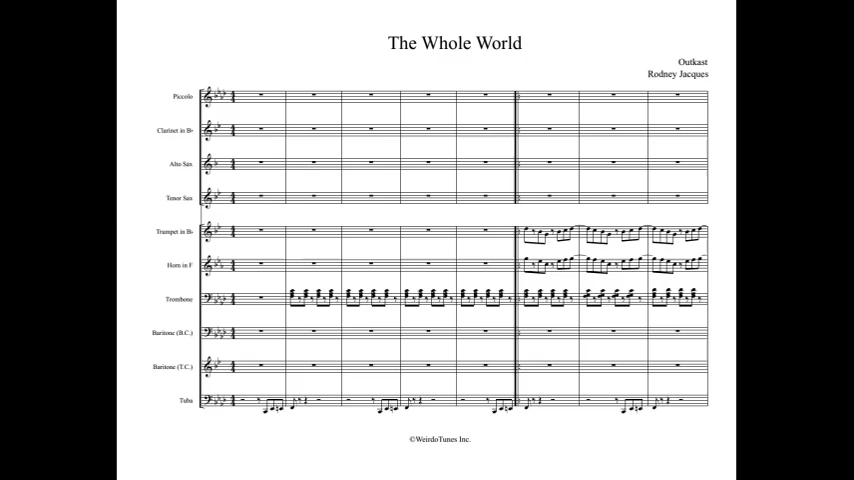 The Whole World
Outkast
Rodney Jacques
Piccolo
Clarinet in B♭
Alto Sax
Tenor Sax
Trumpet in B♭
Horn in F
Trombone
Baritone (B.C.)
Baritone (T.C.)
Tuba
©WeirdoTunes Inc.